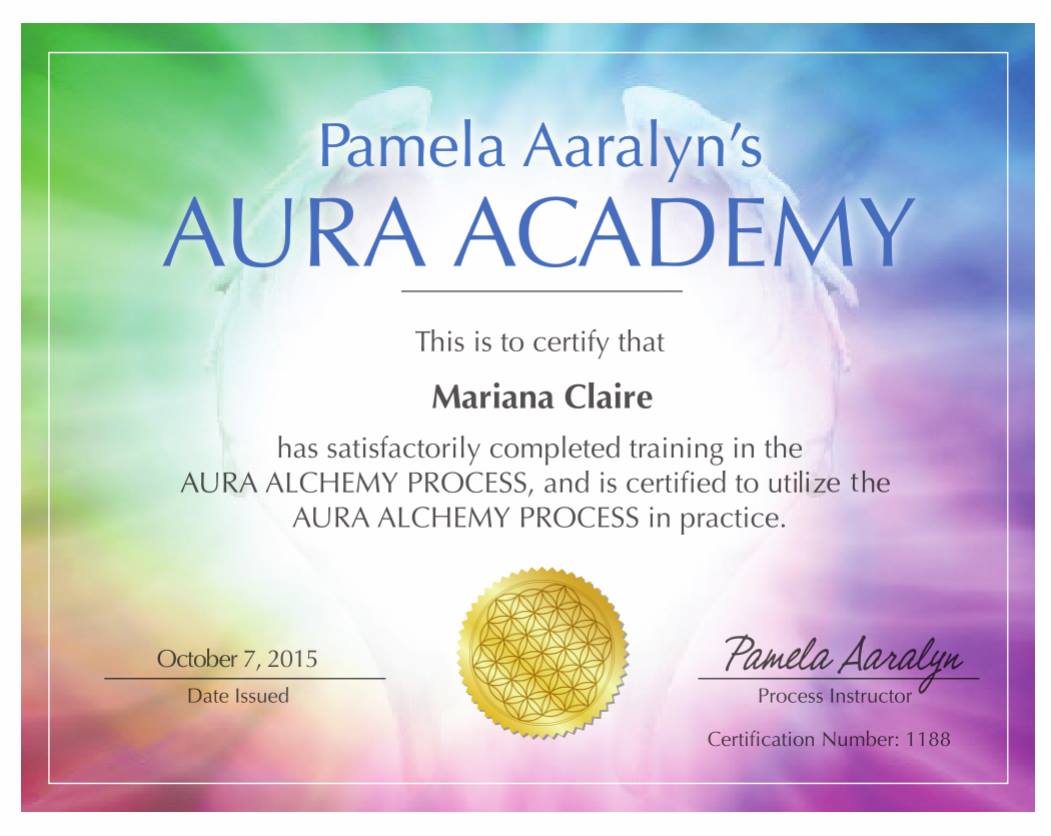 Pamela Aaralyn's
AURA ACADEMY
This is to certify that
Mariana Claire
has satisfactorily completed training in the
AURA ALCHEMY PROCESS, and is certified to utilize the
AURA ALCHEMY PROCESS in practice.
October 7, 2015
Date Issued
Pamela Aaralyn
Process Instructor
Certification Number: 1188